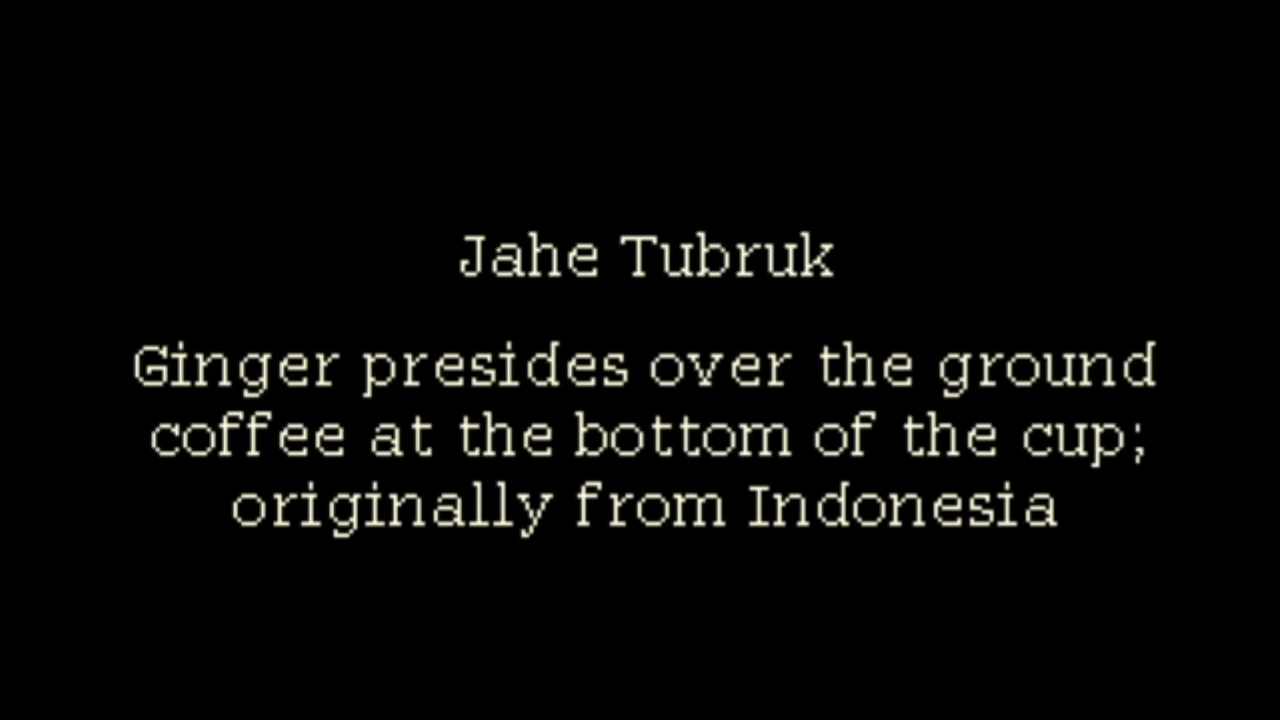 Jahe Tubruk
Ginger presides over the ground
coffee at the bottom of the cup;
originally from Indonesia